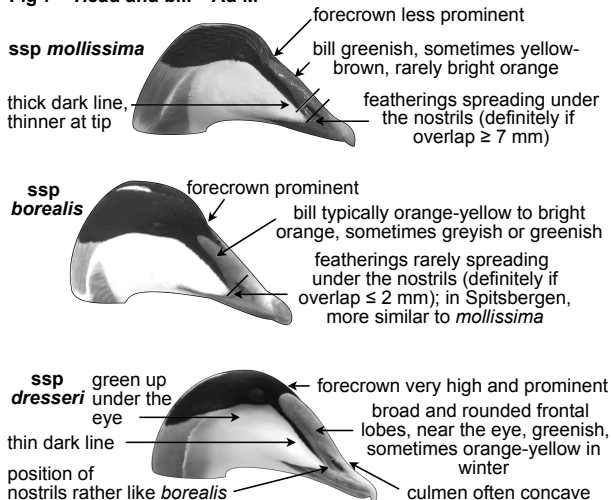 forecrown less prominent
ssp mollissima
bill greenish, sometimes yellow-
brown, rarely bright orange
thick dark line,
thinner at tip
featherings spreading under
the nostrils (definitely if
overlap ≥ 7 mm)
ssp
borealis
forecrown prominent
bill typically orange-yellow to bright
orange, sometimes greyish or greenish
featherings rarely spreading
under the nostrils (definitely if
overlap ≤ 2 mm); in Spitsbergen,
more similar to mollissima
ssp
dresseri
green up
under the
eye
forecrown very high and prominent
broad and rounded frontal
lobes, near the eye, greenish,
sometimes orange-yellow in
winter
thin dark line
position of
nostrils rather like borealis
culmen often concave